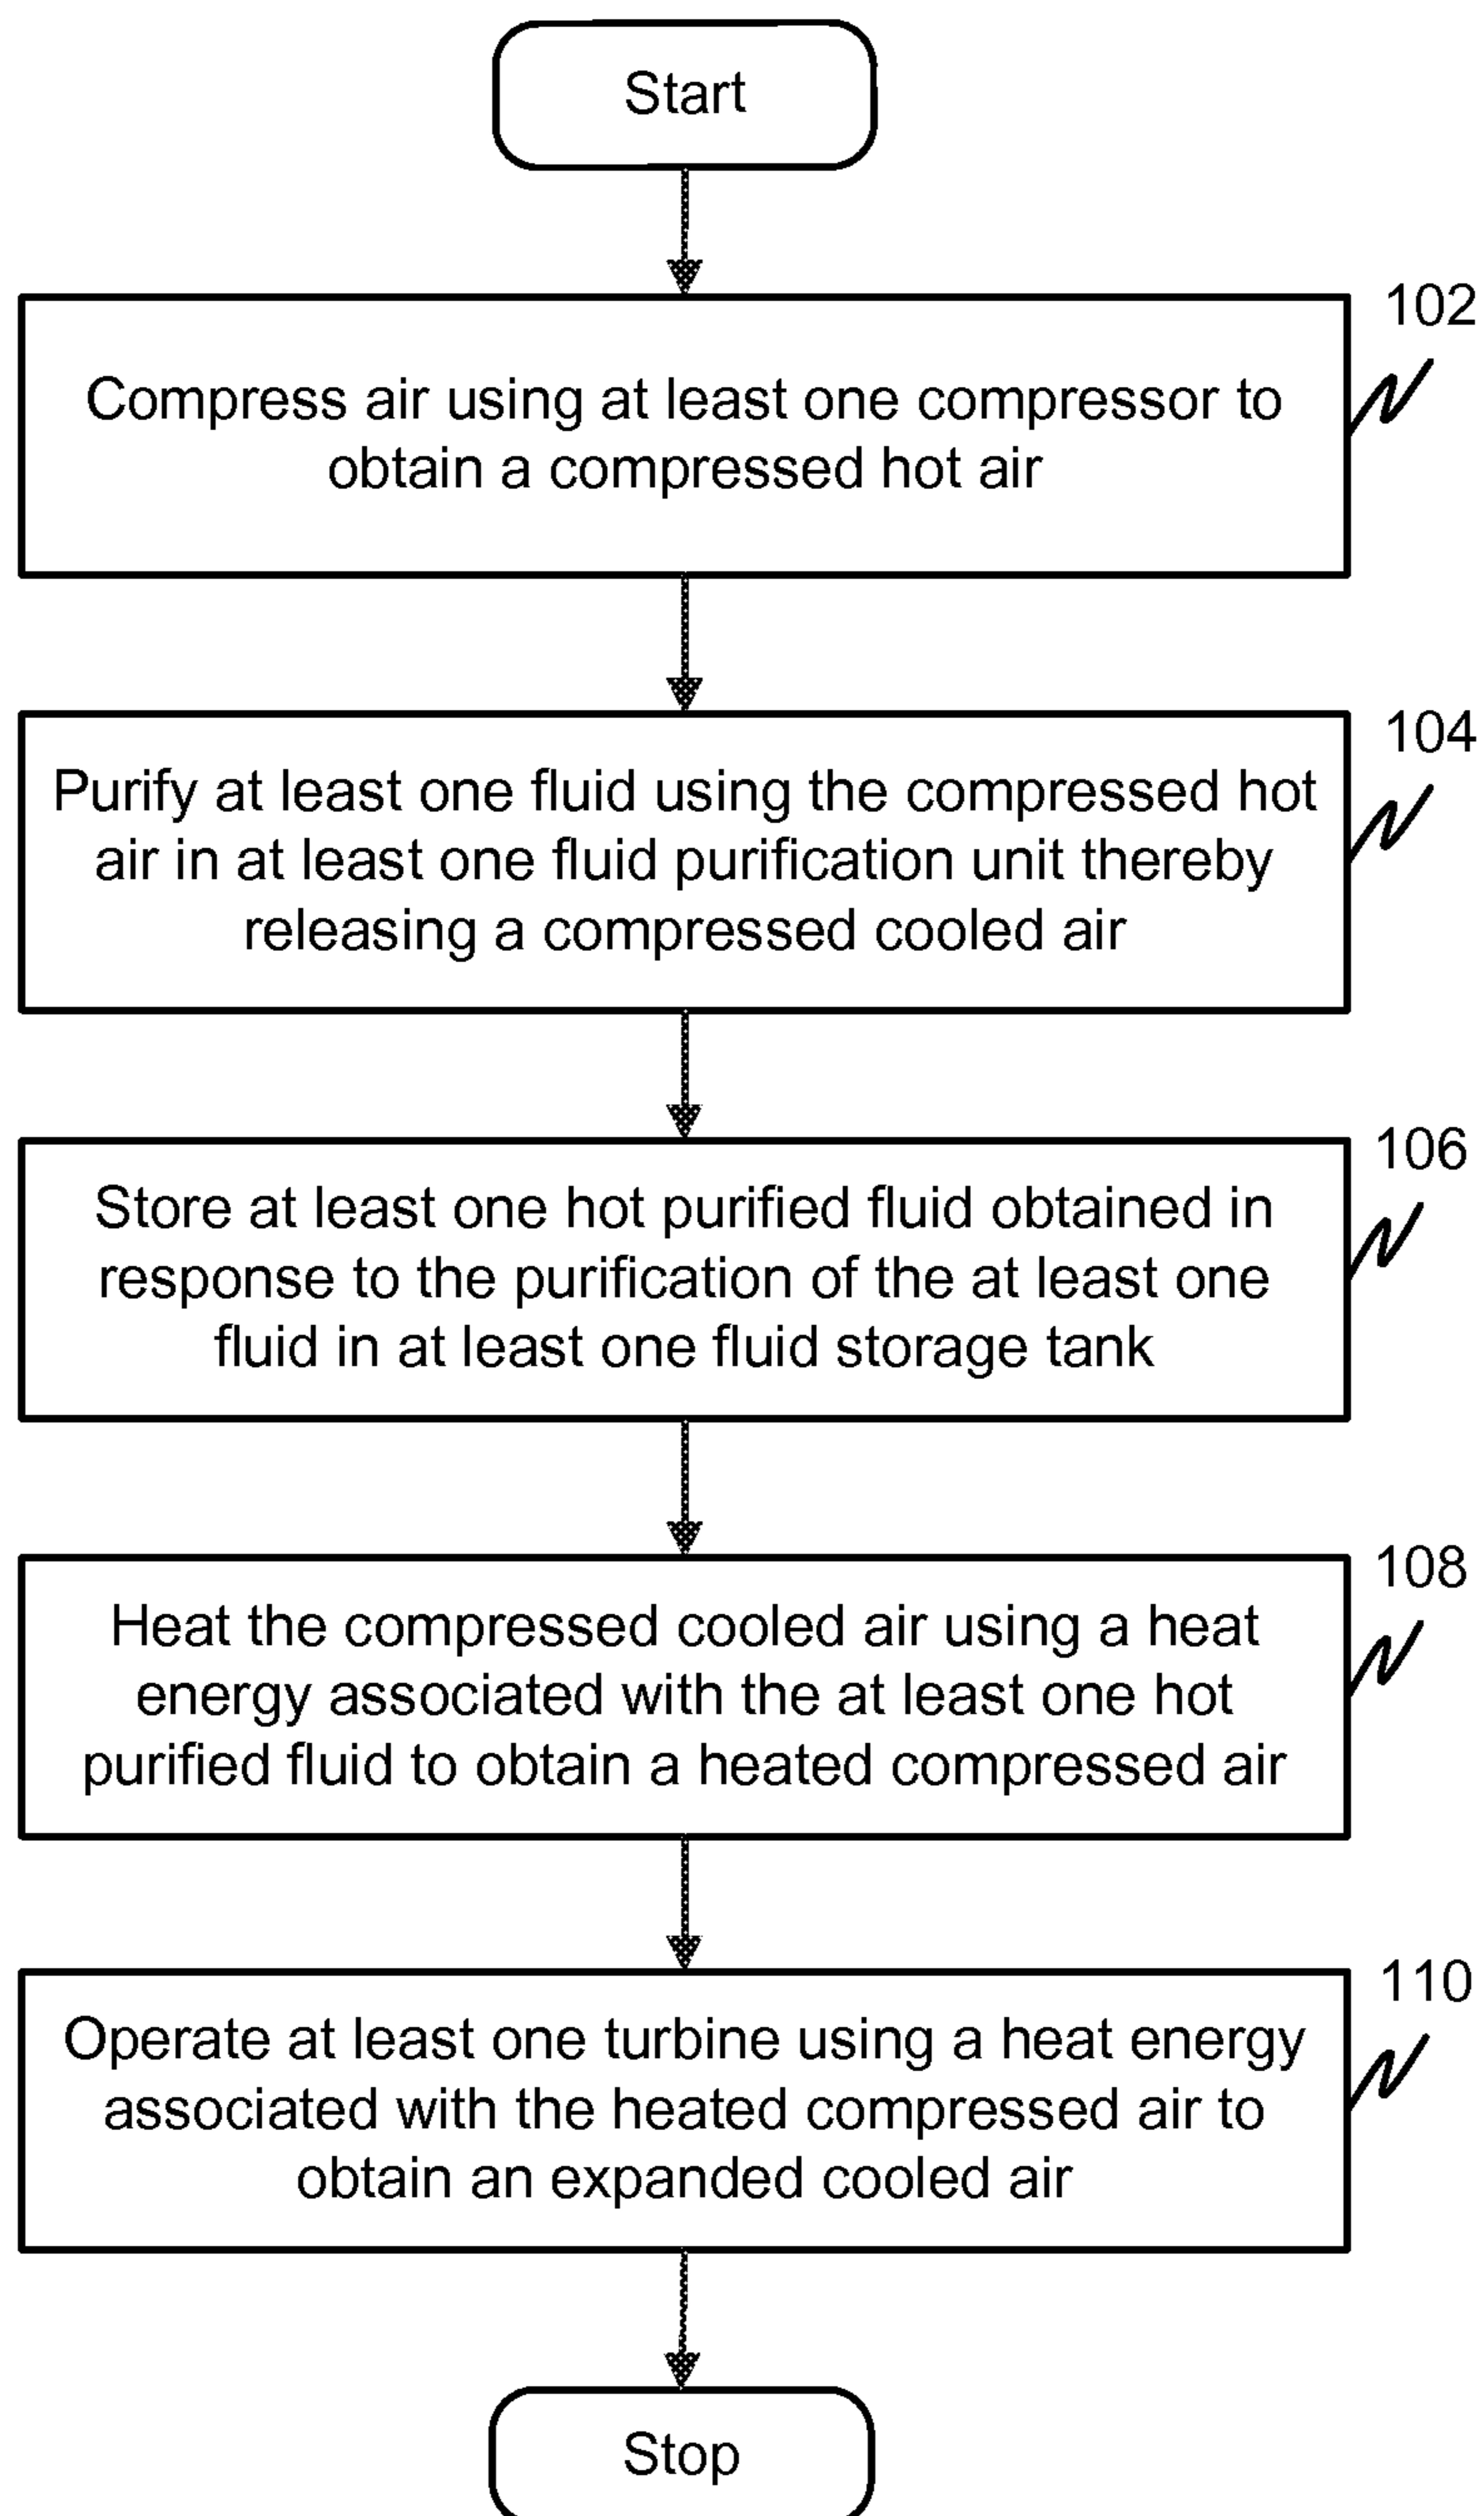 Start
102
Compress air using at least one compressor to
obtain a compressed hot air
104
Purify at least one fluid using the compressed hot
air in at least one fluid purification unit thereby
releasing a compressed cooled air
106
Store at least one hot purified fluid obtained in
response to the purification of the at least one
fluid in at least one fluid storage tank
108
Heat the compressed cooled air using a heat
energy associated with the at least one hot
purified fluid to obtain a heated compressed air
110
Operate at least one turbine using a heat energy
associated with the heated compressed air to
obtain an expanded cooled air
Stop